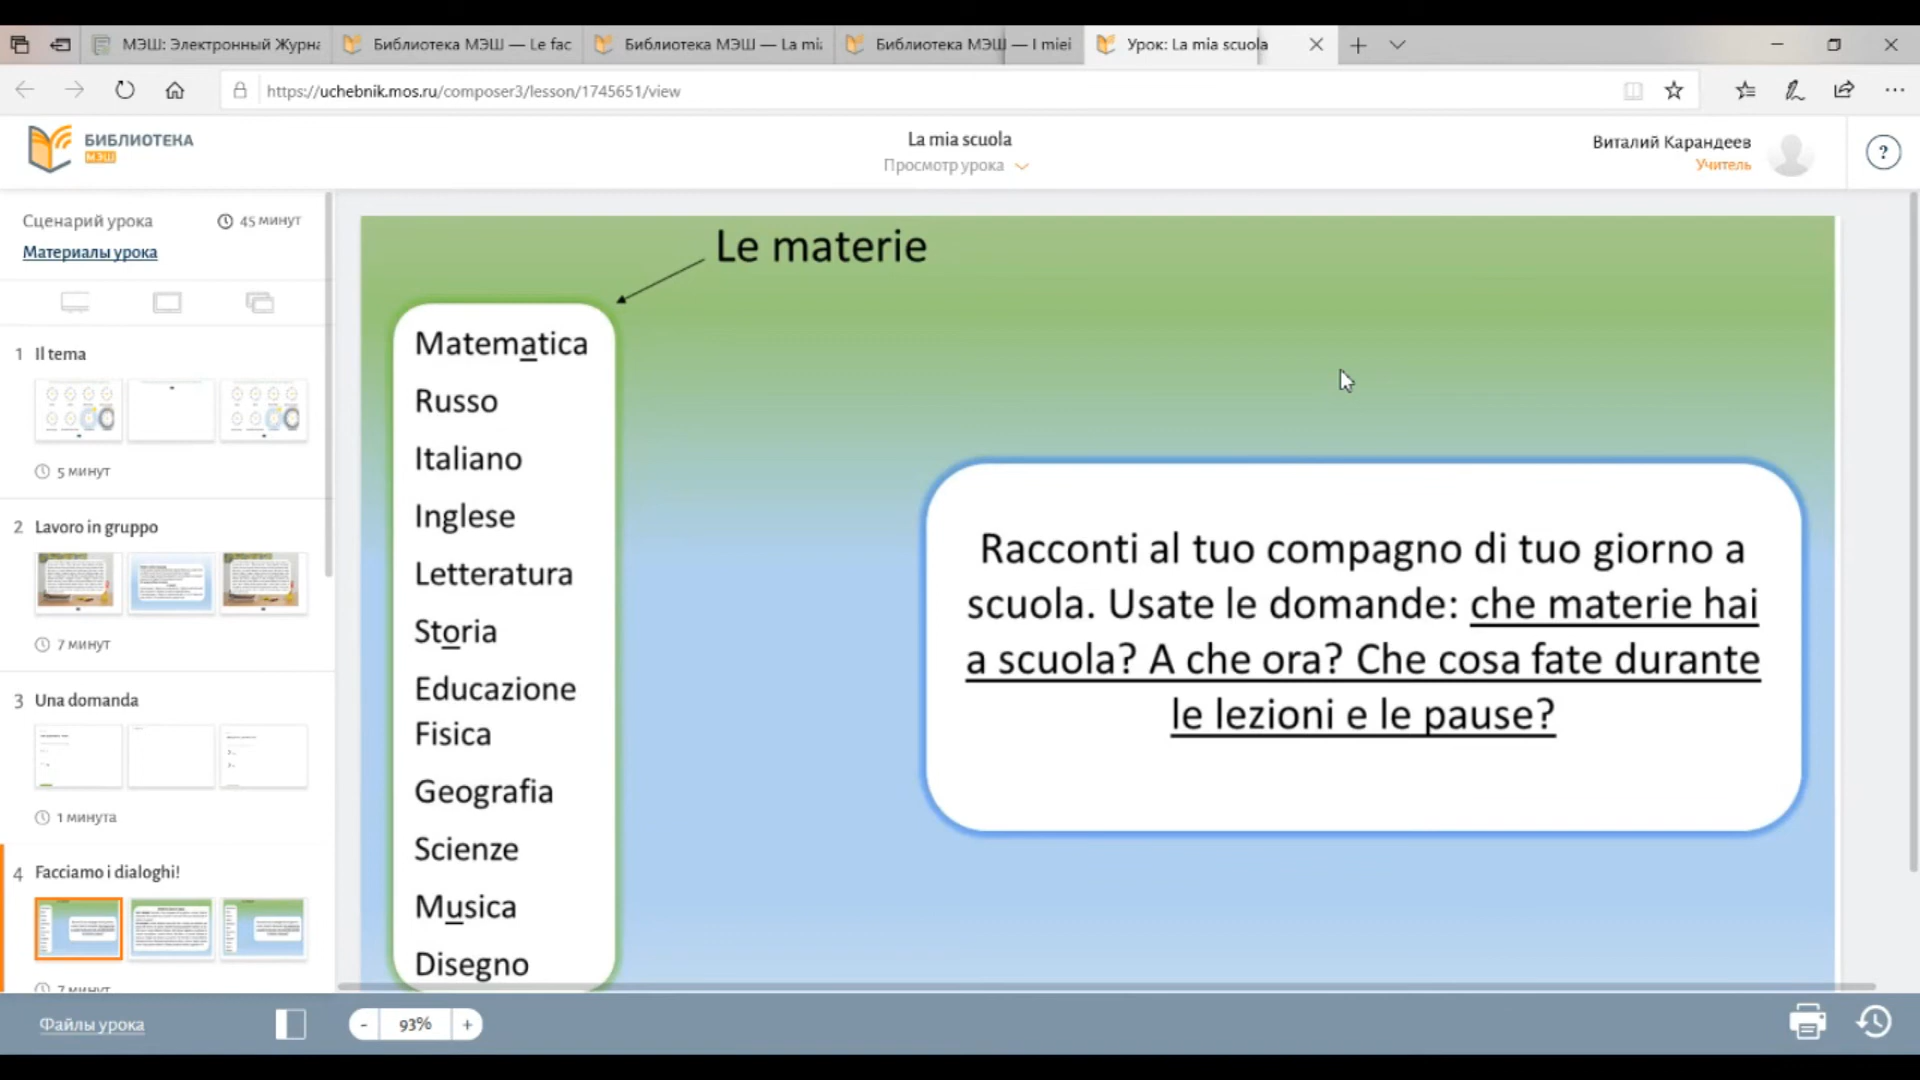 МЭШ: Электронный Журна
Библиотека МЭШ — Le fac
Библиотека МЭШ — La mia
Библиотека МЭШ — I miei
Урок: La mia scuola
https://uchebnik.mos.ru/composer3/lesson/1745651/view
БИБЛИОТЕКА
МЭШ
La mia scuola
Просмотр урока
Виталий Карандеев
Учитель
?
Сценарий урока
45 минут
Материалы урока
1 Il tema
5 минут
2 Lavoro in gruppo
7 минут
3 Una domanda
1 минута
4 Facciamo i dialoghi!
7 минут
Le materie
Matematica
Russo
Italiano
Inglese
Letteratura
Storia
Educazione
Fisica
Geografia
Scienze
Musica
Disegno
Racconti al tuo compagno di tuo giorno a
scuola. Usate le domande: che materie hai
a scuola? A che ora? Che cosa fate durante
le lezioni e le pause?
Файлы урока
- 93% +